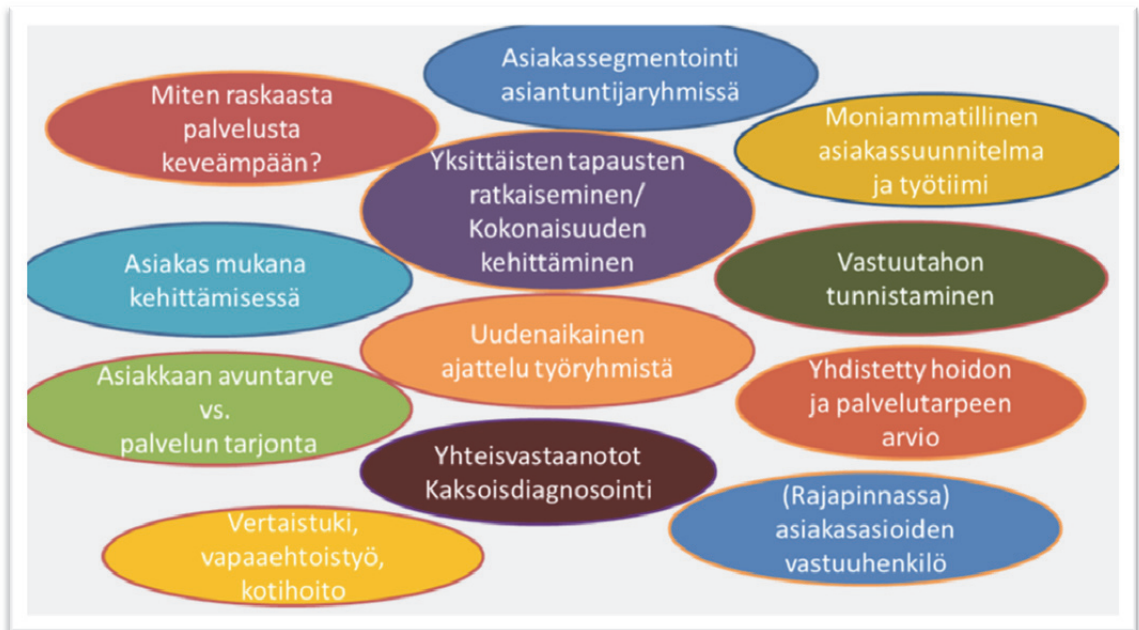 Asiakassegmentointi
asiantuntijaryhmissä
Miten raskaasta
palvelusta
keveämpään?
Moniammatillinen
asiakassuunnitelma
ja työtiimi
Yksittäisten tapausten
ratkaiseminen/
Kokonaisuuden
kehittäminen
Asiakas mukana
kehittämisessä
Vastuutahon
tunnistaminen
Uudenaikainen
ajattelu työryhmistä
Asiakkaan avuntarve
vs.
palvelun tarjonta
Yhdistetty hoidon
ja palvelutarpeen
arvio
Yhteisvastaanotot
Kaksoisdiagnosointi
(Rajapinnassa)
asiakasasioiden
vastuuhenkilö
Vertaistuki,
vapaaehtoistyö,
kotihoito